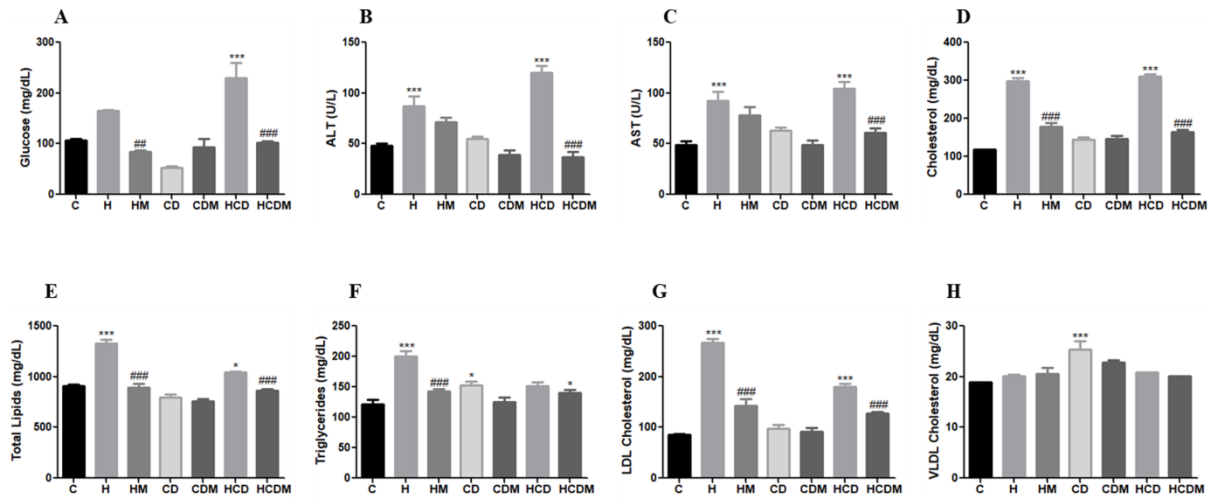 A
Glucose (mg/dL)
300
200
100
0
***
##
###
C H HM CD CDM HCD HCDM
B
ALT (U/L)
150
100
50
0
***
***
###
C H HM CD CDM HCD HCDM
C
AST (U/L)
150
100
50
0
***
***
###
C H HM CD CDM HCD HCDM
D
Cholesterol (mg/dL)
400
300
200
100
0
***
###
***
###
C H HM CD CDM HCD HCDM
E
Total Lipids (mg/dL)
1500
1000
500
0
***
###
*
###
C H HM CD CDM HCD HCDM
F
Triglycerides (mg/dL)
250
200
150
100
50
0
***
###
*
*
C H HM CD CDM HCD HCDM
G
LDL Cholesterol (mg/dL)
300
200
100
0
***
###
***
###
C H HM CD CDM HCD HCDM
H
VLDL Cholesterol (mg/dL)
30
20
10
0
***
C H HM CD CDM HCD HCDM